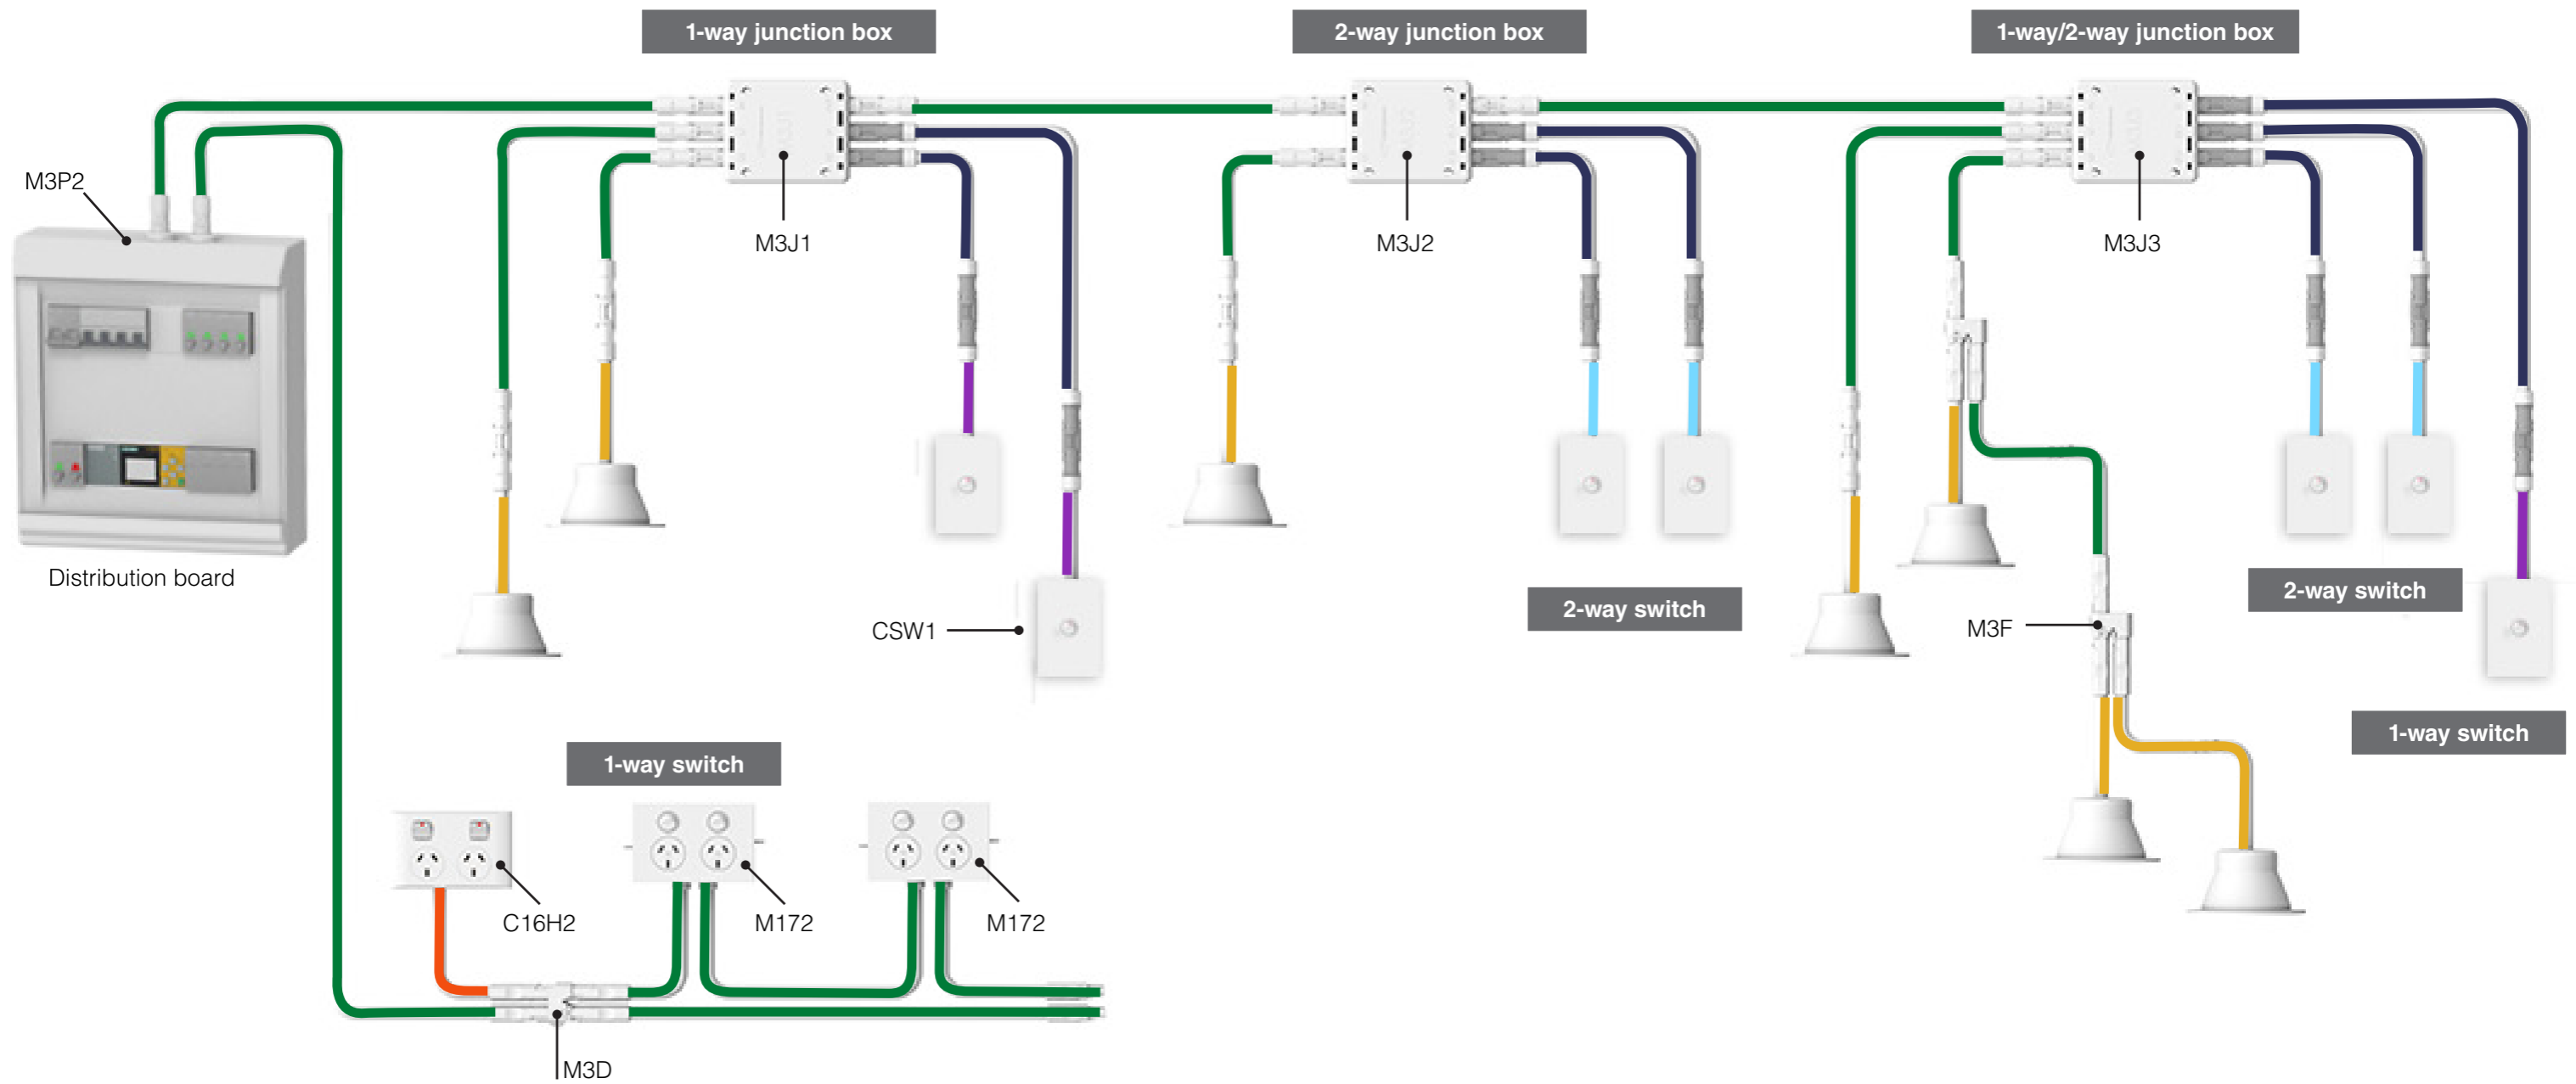 1-way junction box
2-way junction box
1-way/2-way junction box
M3P2
M3J1
M3J2
M3J3
Distribution board
CSW1
2-way switch
M3F
2-way switch
1-way switch
1-way switch
C16H2
M172
M172
M3D